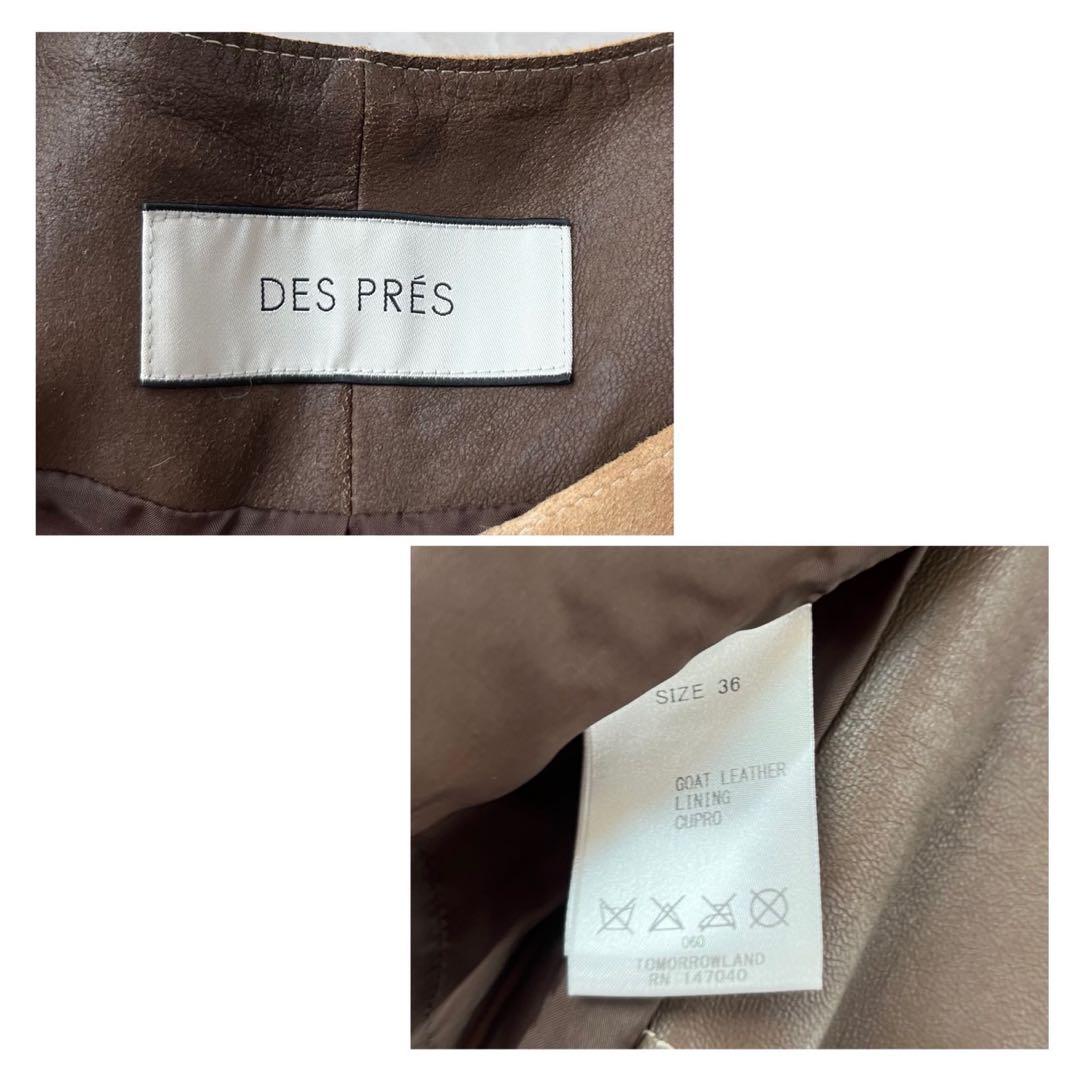 DES PRÉS
SIZE 36
GOAT LEATHER
LINING
CUPRO
060
TOMORROWLAND
RN 147040